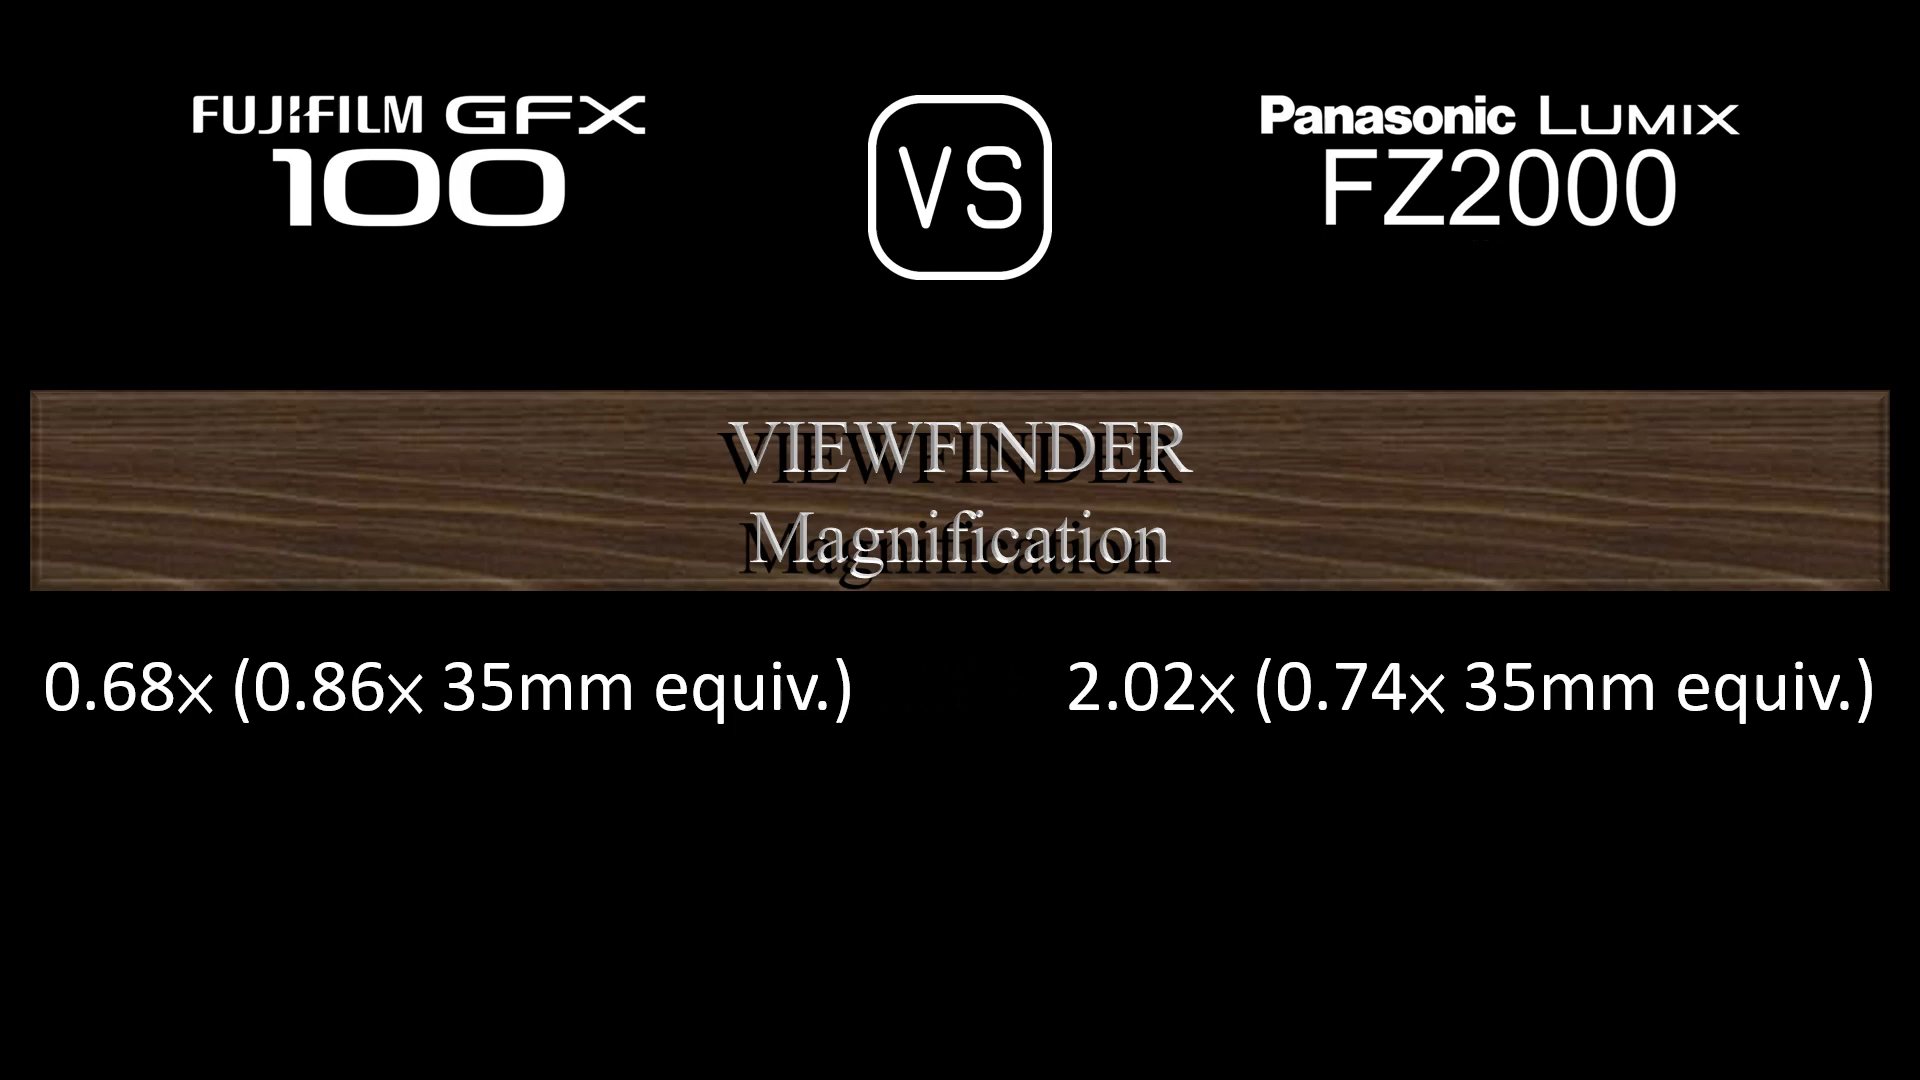 FUJIFILM GFX
100
VS
Panasonic LUMIX
FZ2000
VIEWFINDER
Magnification
0.68x (0.86x 35mm equiv.)
2.02x (0.74x 35mm equiv.)